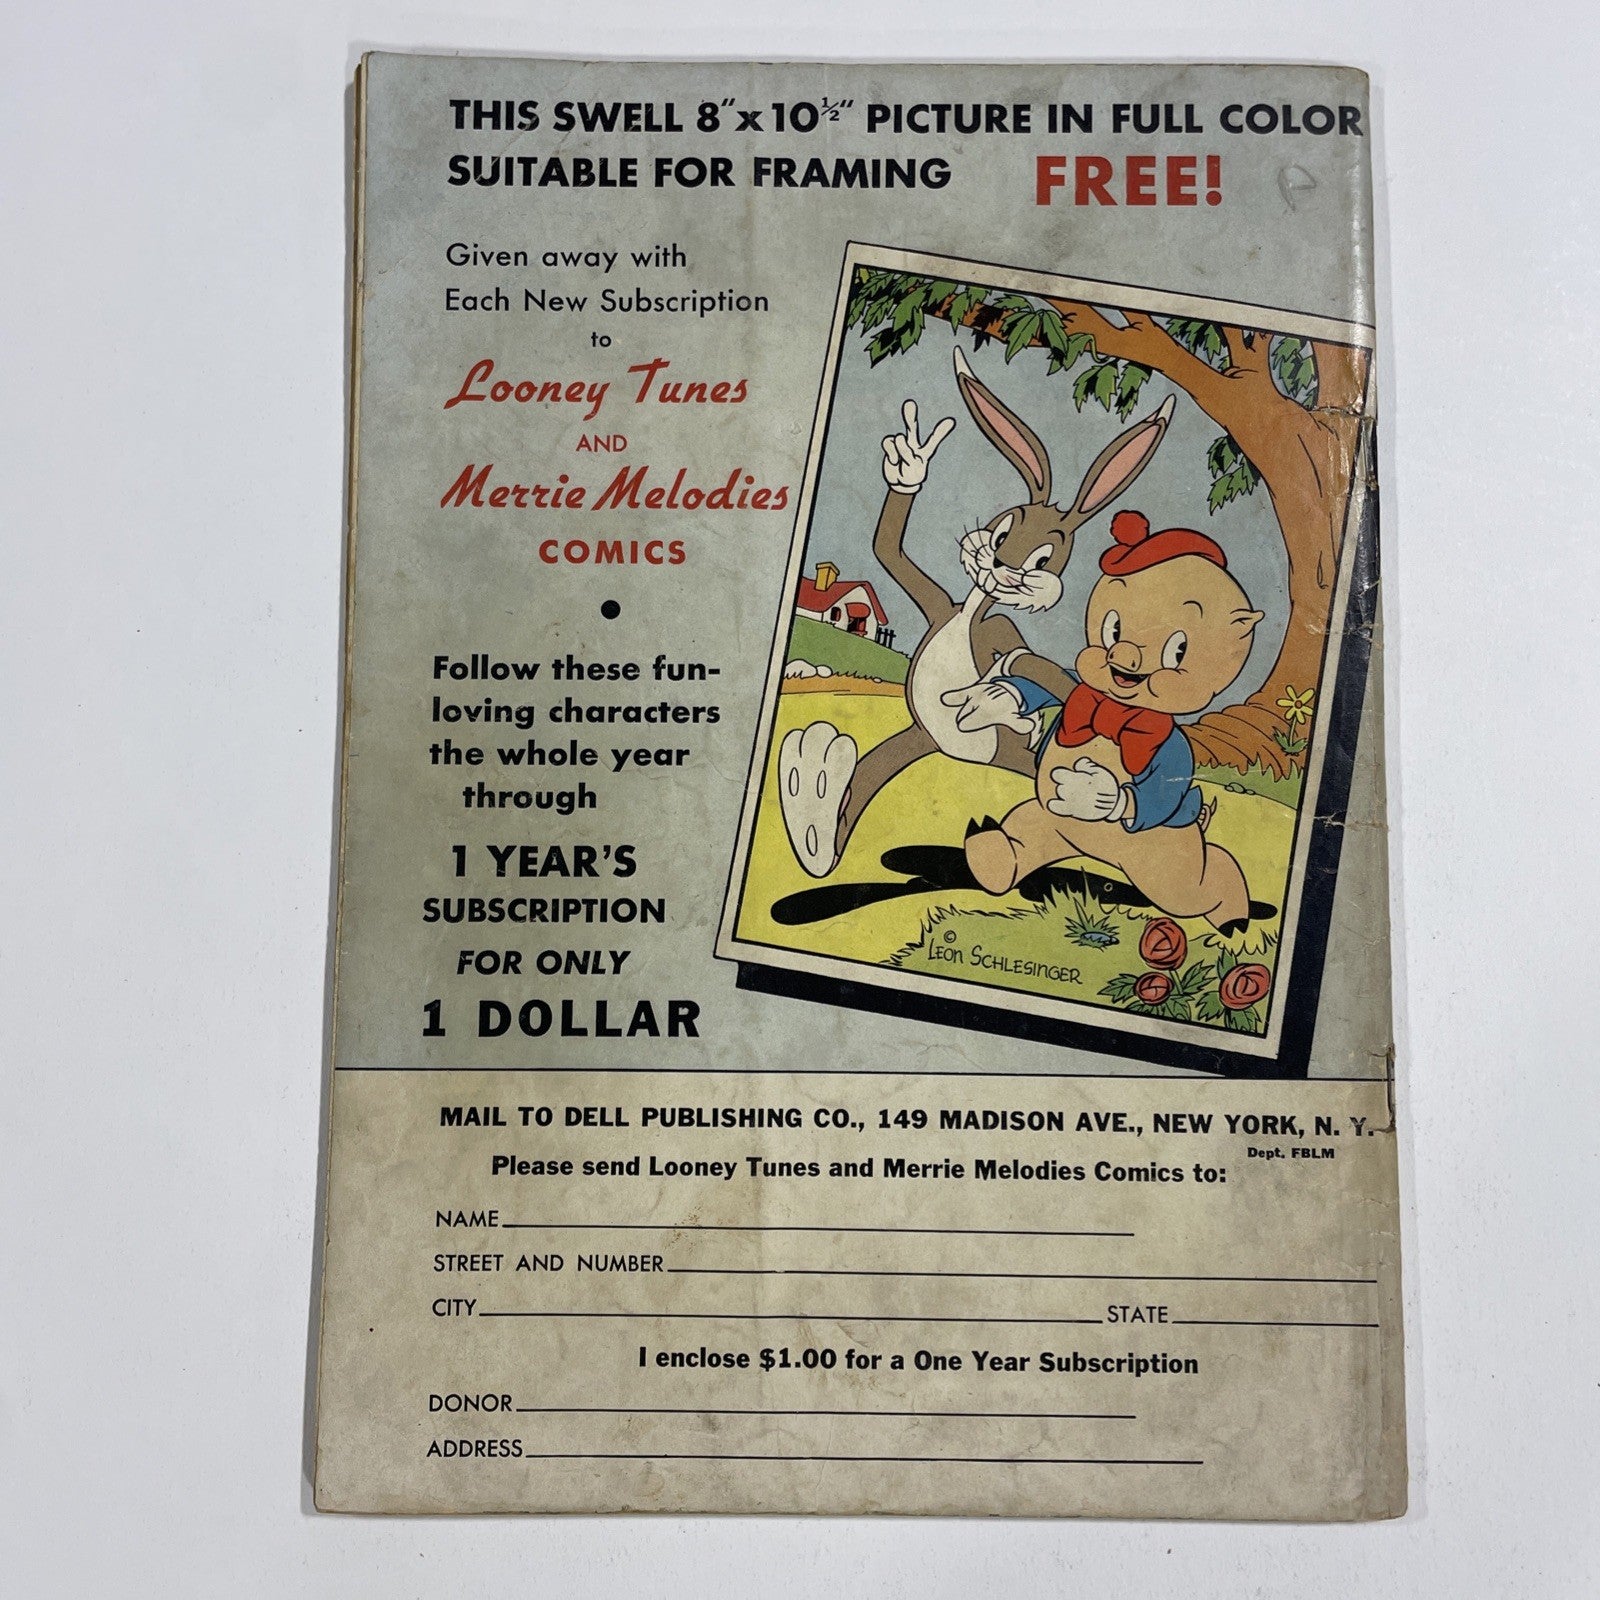 THIS SWELL 8" x 10½" PICTURE IN FULL COLOR
SUITABLE FOR FRAMING FREE!
Given away with
Each New Subscription
to
Looney Tunes
AND
Merrie Melodies
COMICS
Follow these fun-
loving characters
the whole year
through
1 YEAR'S
SUBSCRIPTION
FOR ONLY
1 DOLLAR
©
LEON SCHLESINGER
MAIL TO DELL PUBLISHING CO., 149 MADISON AVE., NEW YORK, N. Y.
Dept. FBLM
Please send Looney Tunes and Merrie Melodies Comics to:
NAME
STREET AND NUMBER
CITY STATE
I enclose $1.00 for a One Year Subscription
DONOR
ADDRESS